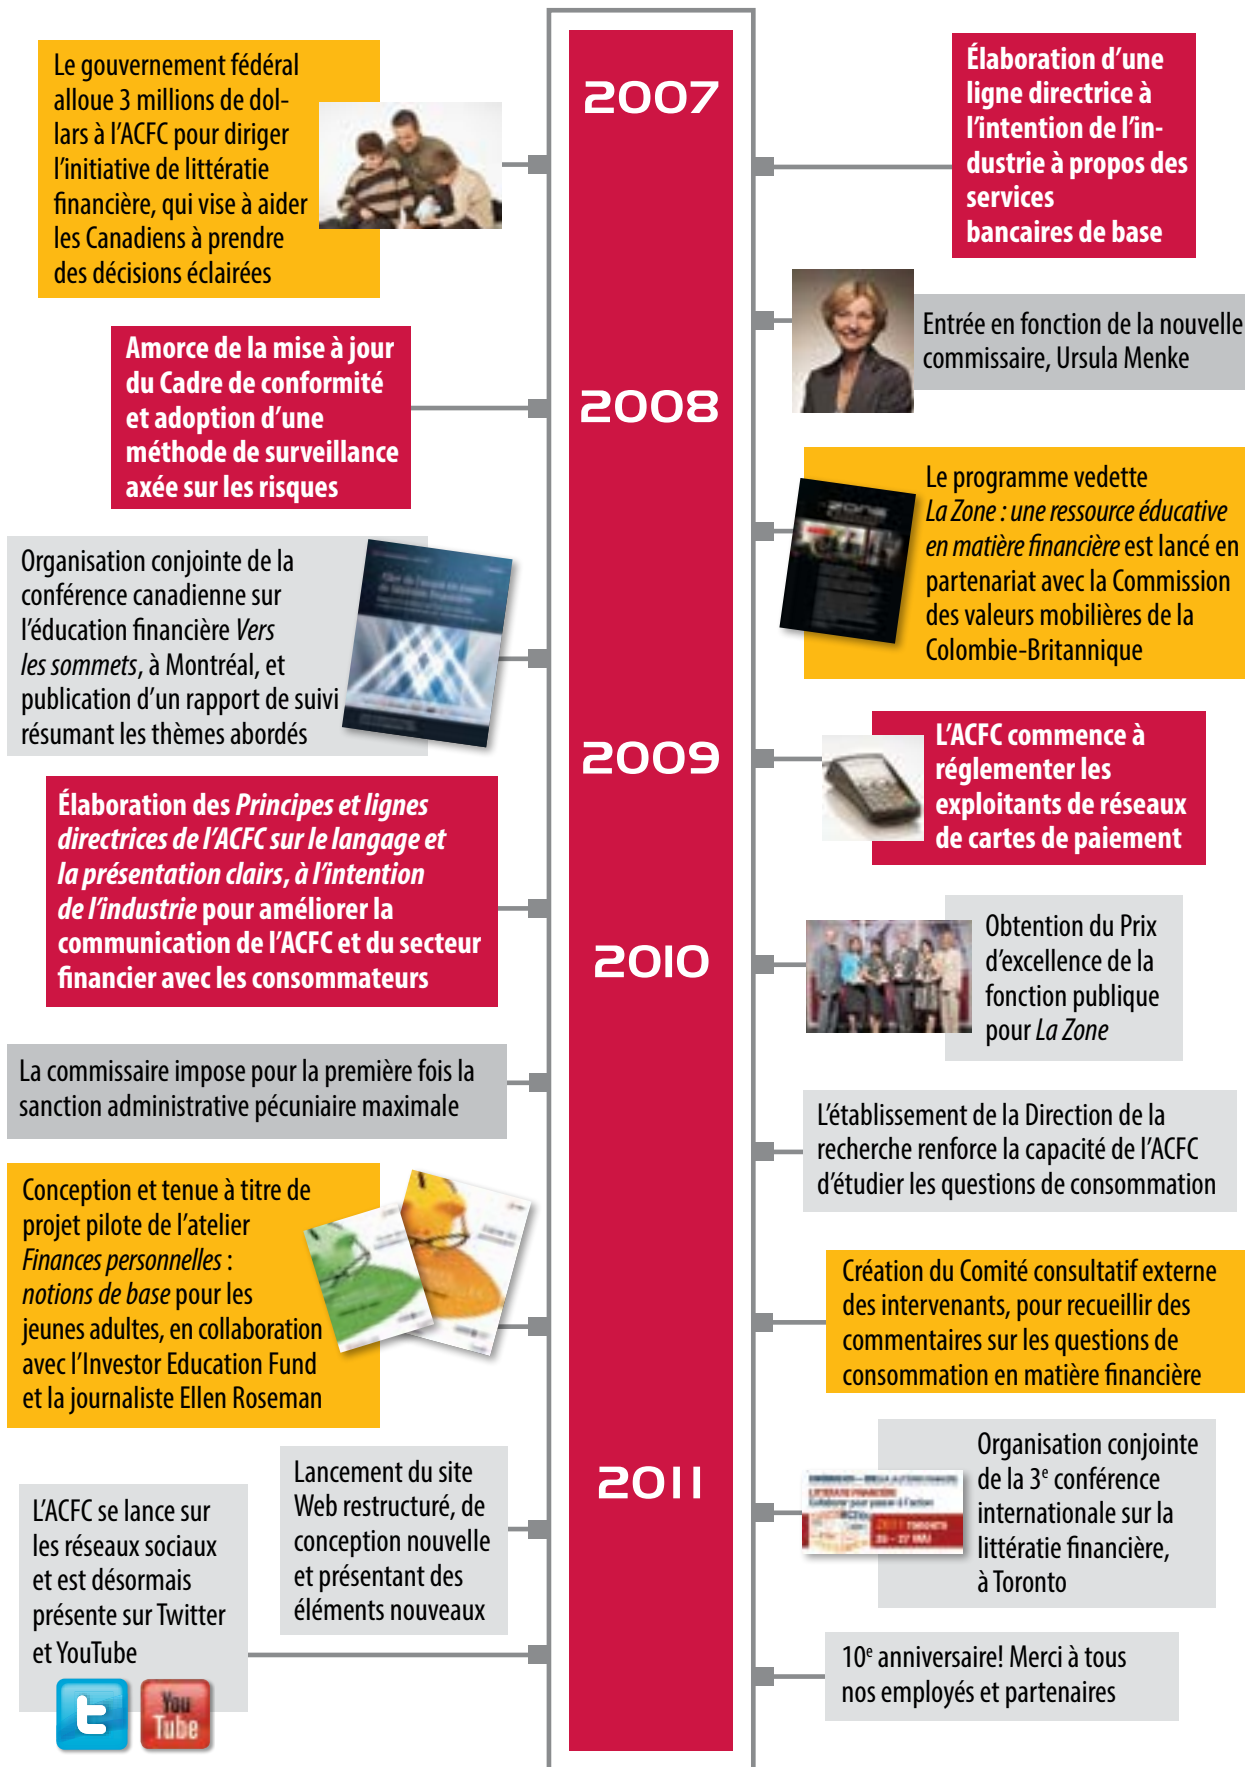 2007
Le gouvernement fédéral
alloue 3 millions de dol-
lars à l’ACFC pour diriger
l’initiative de littératie
financière, qui vise à aider
les Canadiens à prendre
des décisions éclairées
Élaboration d’une
ligne directrice à
l’intention de l’in-
dustrie à propos des
services
bancaires de base
Entrée en fonction de la nouvelle
commissaire, Ursula Menke
2008
Amorce de la mise à jour
du Cadre de conformité
et adoption d’une
méthode de surveillance
axée sur les risques
Le programme vedette
La Zone : une ressource éducative
en matière financière est lancé en
partenariat avec la Commission
des valeurs mobilières de la
Colombie-Britannique
ZONE
Organisation conjointe de la
conférence canadienne sur
l’éducation financière Vers
les sommets, à Montréal, et
publication d’un rapport de suivi
résumant les thèmes abordés
2009
L’ACFC commence à
réglementer les
exploitants de réseaux
de cartes de paiement
Élaboration des Principes et lignes
directrices de l’ACFC sur le langage et
la présentation clairs, à l’intention
de l’industrie pour améliorer la
communication de l’ACFC et du secteur
financier avec les consommateurs
2010
Obtention du Prix
d’excellence de la
fonction publique
pour La Zone
La commissaire impose pour la première fois la
sanction administrative pécuniaire maximale
L’établissement de la Direction de la
recherche renforce la capacité de l’ACFC
d’étudier les questions de consommation
Conception et tenue à titre de
projet pilote de l’atelier
Finances personnelles :
notions de base pour les
jeunes adultes, en collaboration
avec l’Investor Education Fund
et la journaliste Ellen Roseman
Création du Comité consultatif externe
des intervenants, pour recueillir des
commentaires sur les questions de
consommation en matière financière
2011
Organisation conjointe
de la 3e conférence
internationale sur la
littératie financière,
à Toronto
LITTÉRATIE FINANCIÈRE
Collaborer pour passer à l’action
2011 TORONTO
26 – 27 MAI
Lancement du site
Web restructuré, de
conception nouvelle
et présentant des
éléments nouveaux
L’ACFC se lance sur
les réseaux sociaux
et est désormais
présente sur Twitter
et YouTube
t
You
Tube
10e anniversaire! Merci à tous
nos employés et partenaires